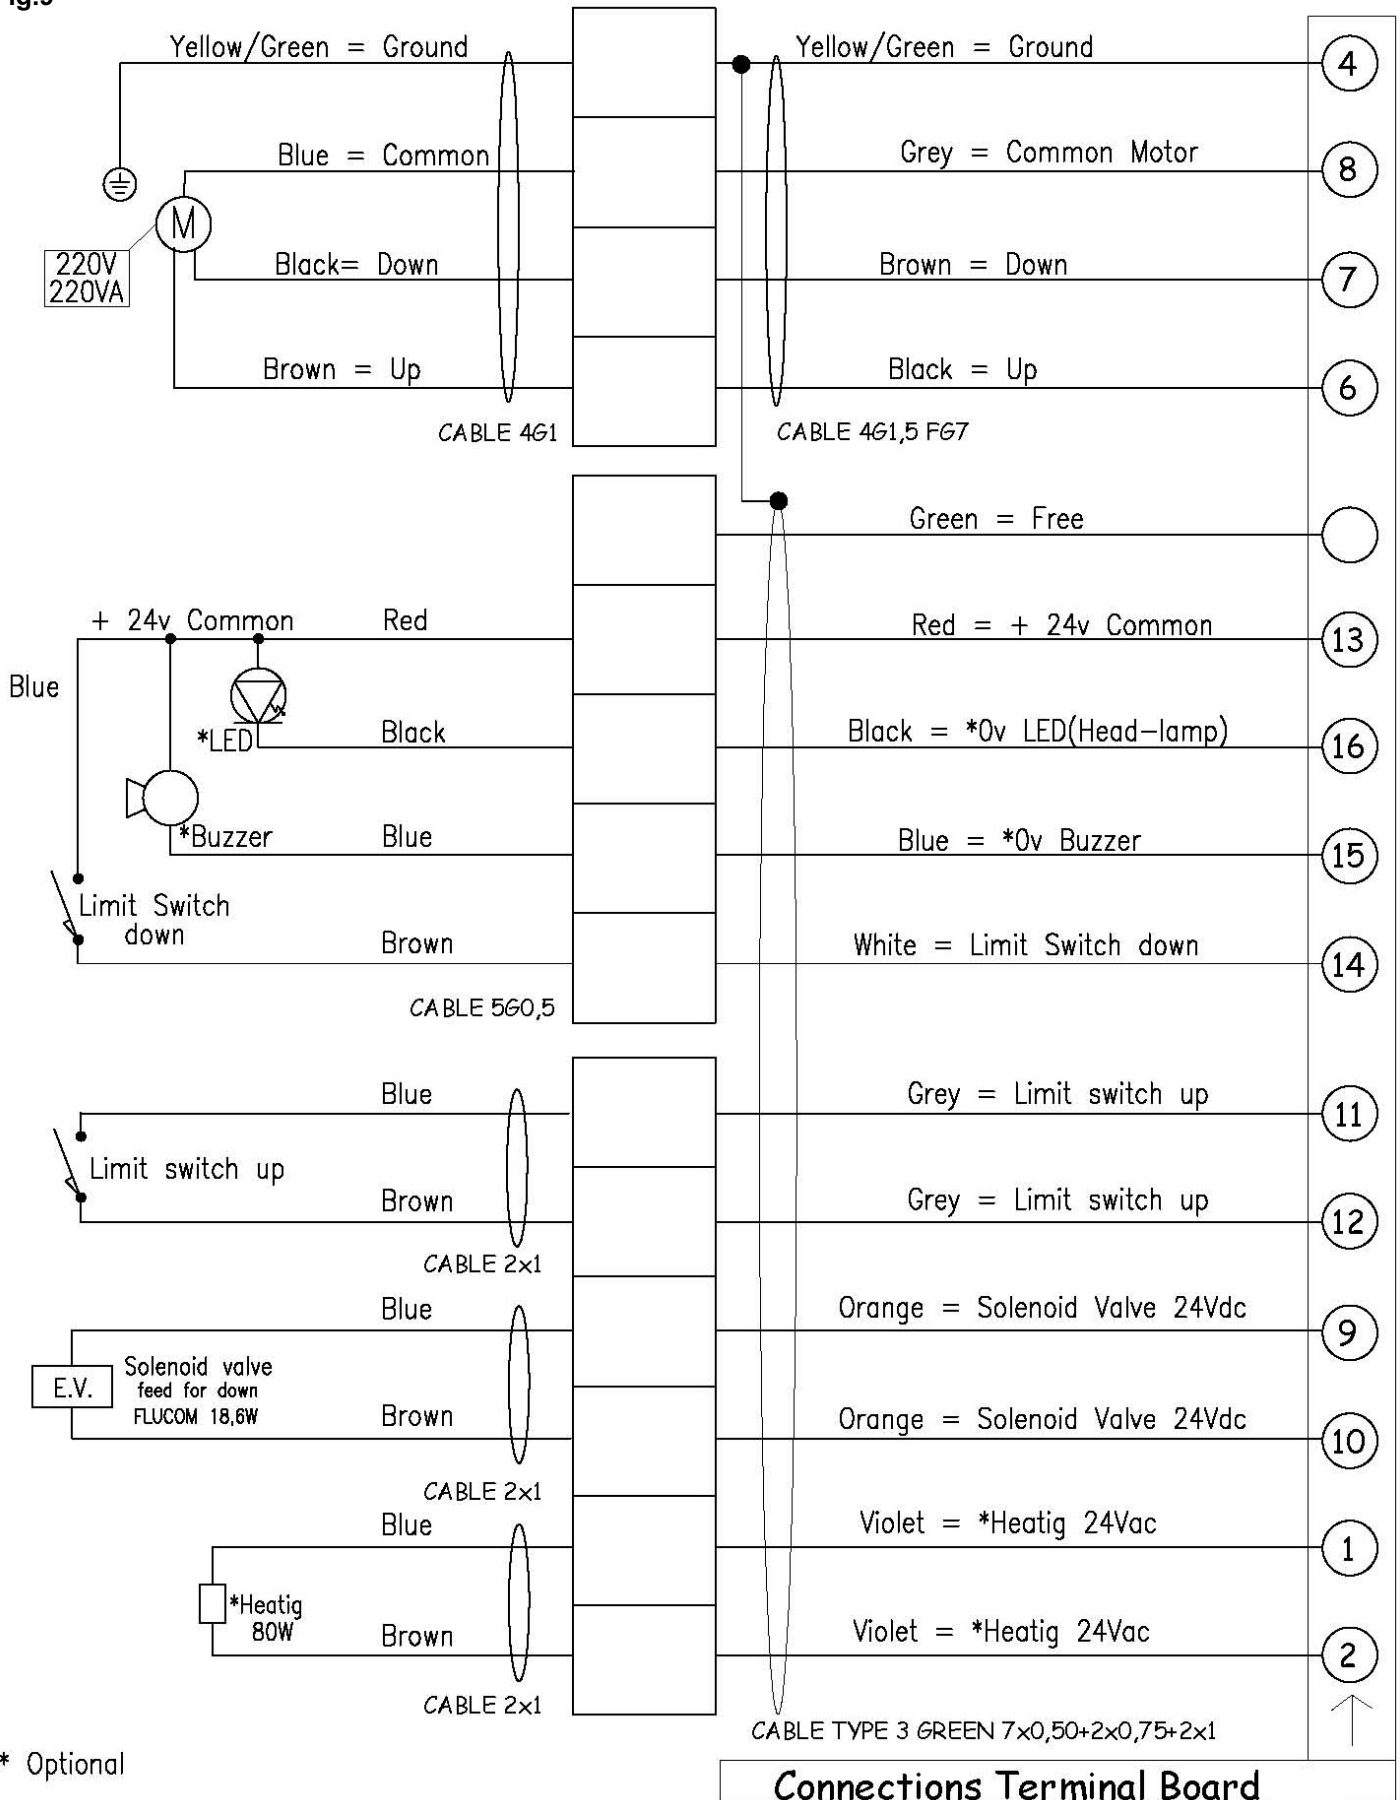 Yellow/Green = Ground
Yellow/Green = Ground
4
Blue = Common
Grey = Common Motor
8
M
220V
220VA
Black= Down
Brown = Down
7
Brown = Up
Black = Up
6
CABLE 4G1
CABLE 4G1,5 FG7
Green = Free
+ 24v Common
Red
Red = + 24v Common
13
Blue
*LED
Black
Black = *0v LED(Head-lamp)
16
*Buzzer
Blue
Blue = *0v Buzzer
15
Limit Switch
down
Brown
White = Limit Switch down
14
CABLE 5G0,5
Blue
Grey = Limit switch up
11
Limit switch up
Brown
Grey = Limit switch up
12
CABLE 2x1
Blue
Orange = Solenoid Valve 24Vdc
9
E.V.
Solenoid valve
feed for down
FLUCOM 18,6W
Brown
Orange = Solenoid Valve 24Vdc
10
CABLE 2x1
Blue
Violet = *Heatig 24Vac
1
*Heatig
80W
Brown
Violet = *Heatig 24Vac
2
CABLE 2x1
CABLE TYPE 3 GREEN 7x0,50+2x0,75+2x1
* Optional
Connections Terminal Board